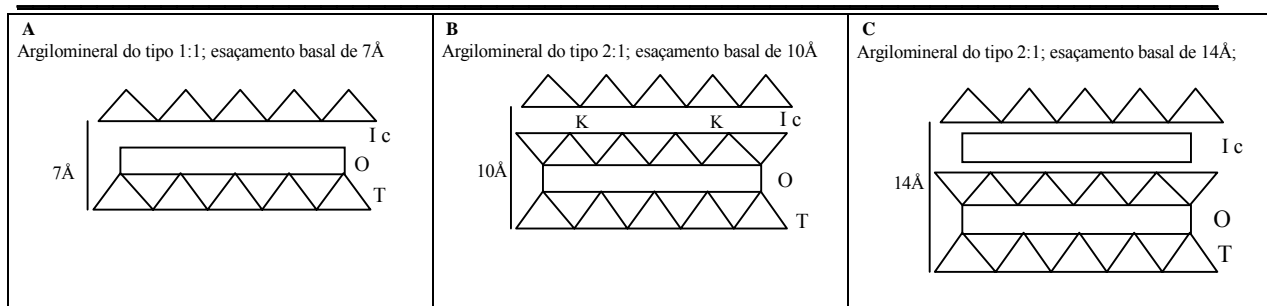 A
Argilomineral do tipo 1:1; esaçamento basal de 7Å
I c
7Å
O
T
B
Argilomineral do tipo 2:1; esaçamento basal de 10Å
K K I c
10Å
O
T
C
Argilomineral do tipo 2:1; esaçamento basal de 14Å;
I c
14Å
O
T